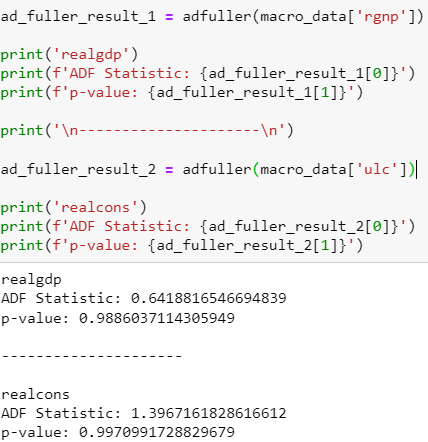 ad_fuller_result_1 = adfuller(macro_data['rgnp'])
print('realgdp')
print(f'ADF Statistic: {ad_fuller_result_1[0]}')
print(f'p-value: {ad_fuller_result_1[1]}')
print('\n---------------------\n')
ad_fuller_result_2 = adfuller(macro_data['ulc'])
print('realcons')
print(f'ADF Statistic: {ad_fuller_result_2[0]}')
print(f'p-value: {ad_fuller_result_2[1]}')
realgdp
ADF Statistic: 0.6418816546694839
p-value: 0.9886037114305949
---------------------
realcons
ADF Statistic: 1.3967161828616612
p-value: 0.9970991728829679